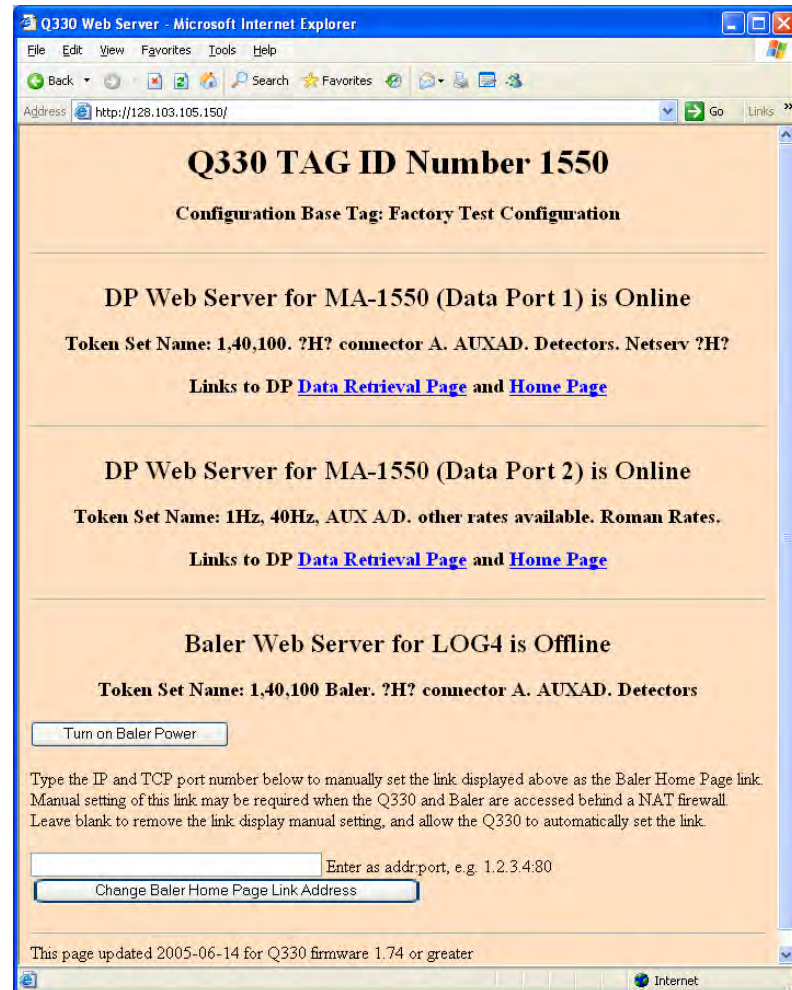 Q330 Web Server - Microsoft Internet Explorer
File Edit View Favorites Tools Help
Back Search Favorites
Address http://128.103.105.150/ Go Links »
Q330 TAG ID Number 1550
Configuration Base Tag: Factory Test Configuration
DP Web Server for MA-1550 (Data Port 1) is Online
Token Set Name: 1,40,100. ?H? connector A. AUXAD. Detectors. Netserv ?H?
Links to DP Data Retrieval Page and Home Page
DP Web Server for MA-1550 (Data Port 2) is Online
Token Set Name: 1Hz, 40Hz, AUX A/D. other rates available. Roman Rates.
Links to DP Data Retrieval Page and Home Page
Baler Web Server for LOG4 is Offline
Token Set Name: 1,40,100 Baler. ?H? connector A. AUXAD. Detectors
Turn on Baler Power
Type the IP and TCP port number below to manually set the link displayed above as the Baler Home Page link.
Manual setting of this link may be required when the Q330 and Baler are accessed behind a NAT firewall.
Leave blank to remove the link display manual setting, and allow the Q330 to automatically set the link.
Enter as addr:port, e.g. 1.2.3.4:80
Change Baler Home Page Link Address
This page updated 2005-06-14 for Q330 firmware 1.74 or greater
Internet